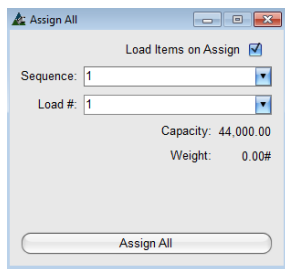 Assign All
Load Items on Assign
Sequence: 1
Load #: 1
Capacity: 44,000.00
Weight: 0.00#
Assign All